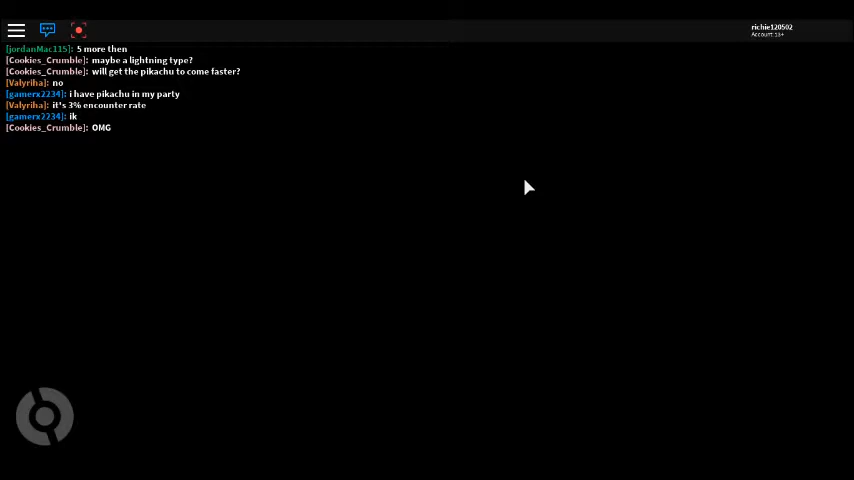 richie120502
Account: 13+
[jordanMac115]: 5 more then
[Cookies_Crumble]: maybe a lightning type?
[Cookies_Crumble]: will get the pikachu to come faster?
[Valyriha]: no
[gamerx2234]: i have pikachu in my party
[Valyriha]: it's 3% encounter rate
[gamerx2234]: ik
[Cookies_Crumble]: OMG